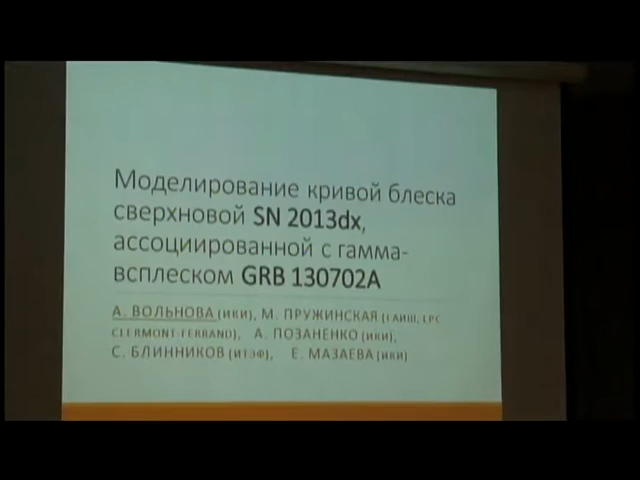 Моделирование кривой блеска
сверхновой SN 2013dx,
ассоциированной с гамма-
всплеском GRB 130702A
А. ВОЛЬНОВА (ИКИ), М. ПРУЖИНСКАЯ (ГАИШ, LPC
CLERMONT-FERRAND), А. ПОЗАНЕНКО (ИКИ),
С. БЛИННИКОВ (ИТЭФ), Е. МАЗАЕВА (ИКИ)